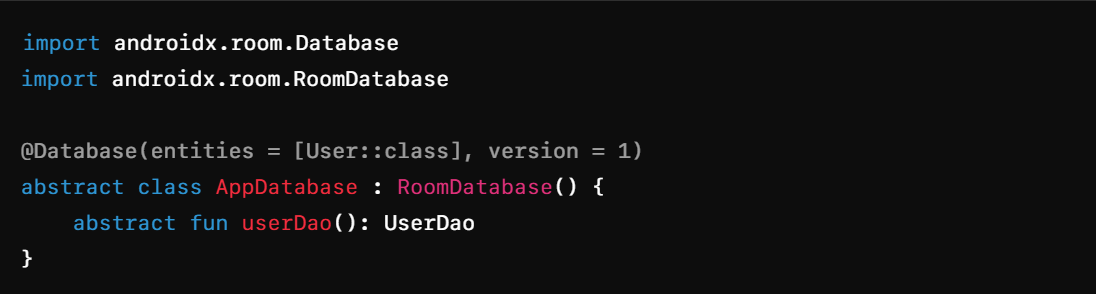 import androidx.room.Database
import androidx.room.RoomDatabase
@Database(entities = [User::class], version = 1)
abstract class AppDatabase : RoomDatabase() {
    abstract fun userDao(): UserDao
}